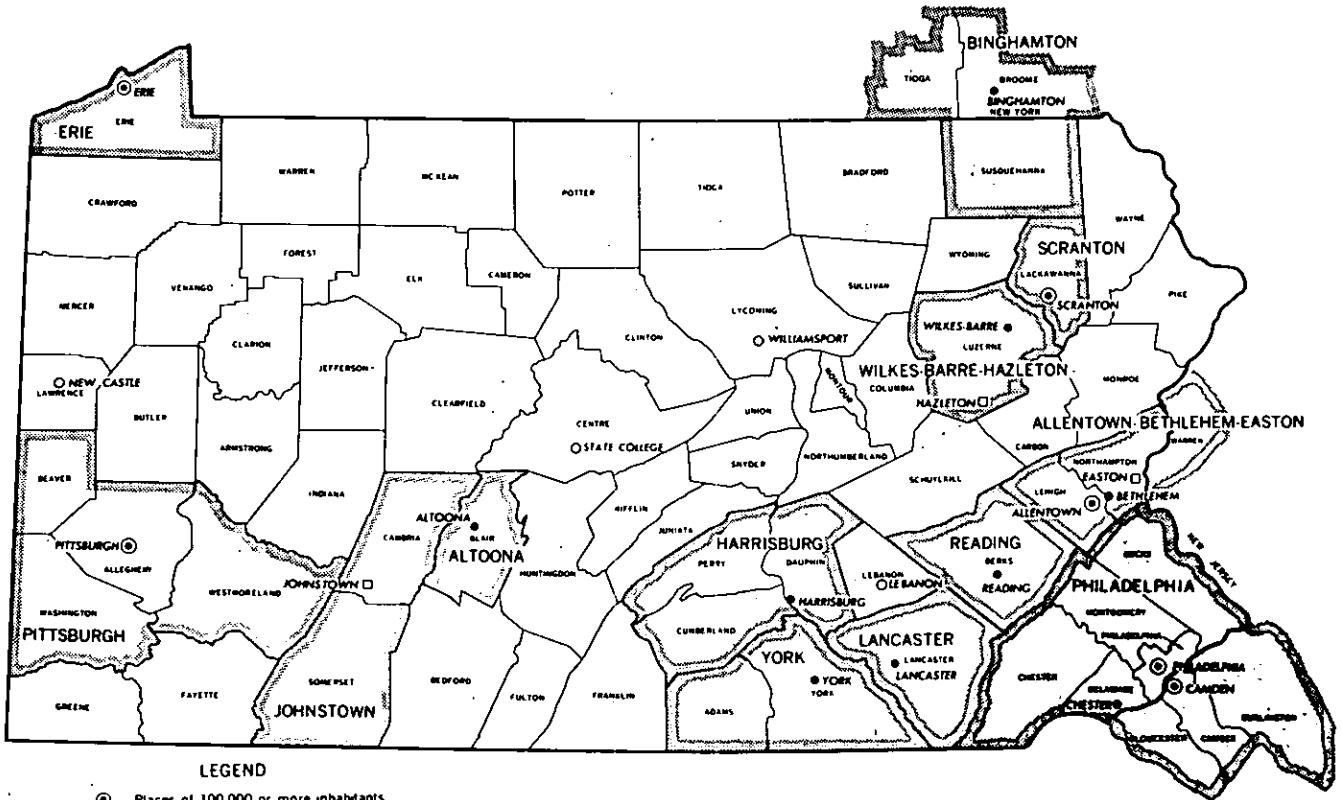 BINGHAMTON
TIOGA
BROOME
BINGHAMTON
NEW YORK
ERIE
ERIE
ERIE
CRAWFORD
WARREN
MC KEAN
POTTER
TIOGA
BRADFORD
SUSQUEHANNA
WAYNE
FOREST
ELK
CAMERON
WYOMING
SCRANTON
LACKAWANNA
SCRANTON
PIKE
MERCER
VENANGO
CLARION
CLINTON
LYCOMING
WILLIAMSPORT
SULLIVAN
WILKES-BARRE
LUZERNE
WILKES-BARRE-HAZLETON
HAZLETON
NEW CASTLE
LAWRENCE
BUTLER
JEFFERSON
CLEARFIELD
CENTRE
STATE COLLEGE
UNION
MONTOUR
COLUMBIA
MONROE
ALLENTOWN-BETHLEHEM-EASTON
WARREN
CARBON
NORTHAMPTON
EASTON
LEHIGH
BETHLEHEM
ALLENTOWN
ARMSTRONG
SNYDER
NORTHUMBERLAND
SCHUYLKILL
BEAVER
INDIANA
MIFFLIN
JUNIATA
PITTSBURGH
ALLEGHENY
WESTMORELAND
JOHNSTOWN
CAMBRIA
ALTOONA
BLAIR
ALTOONA
HUNTINGDON
PERRY
HARRISBURG
DAUPHIN
HARRISBURG
LEBANON
LEBANON
READING
BERKS
READING
BUCKS
NEW JERSEY
PHILADELPHIA
MONTGOMERY
PHILADELPHIA
PHILADELPHIA
CAMDEN
WASHINGTON
PITTSBURGH
GREENE
FAYETTE
SOMERSET
JOHNSTOWN
BEDFORD
FULTON
FRANKLIN
CUMBERLAND
ADAMS
YORK
YORK
YORK
LANCASTER
LANCASTER
LANCASTER
CHESTER
DELAWARE
CHESTER
GLOUCESTER
CAMDEN
BURLINGTON
LEGEND
Places of 100,000 or more inhabitants